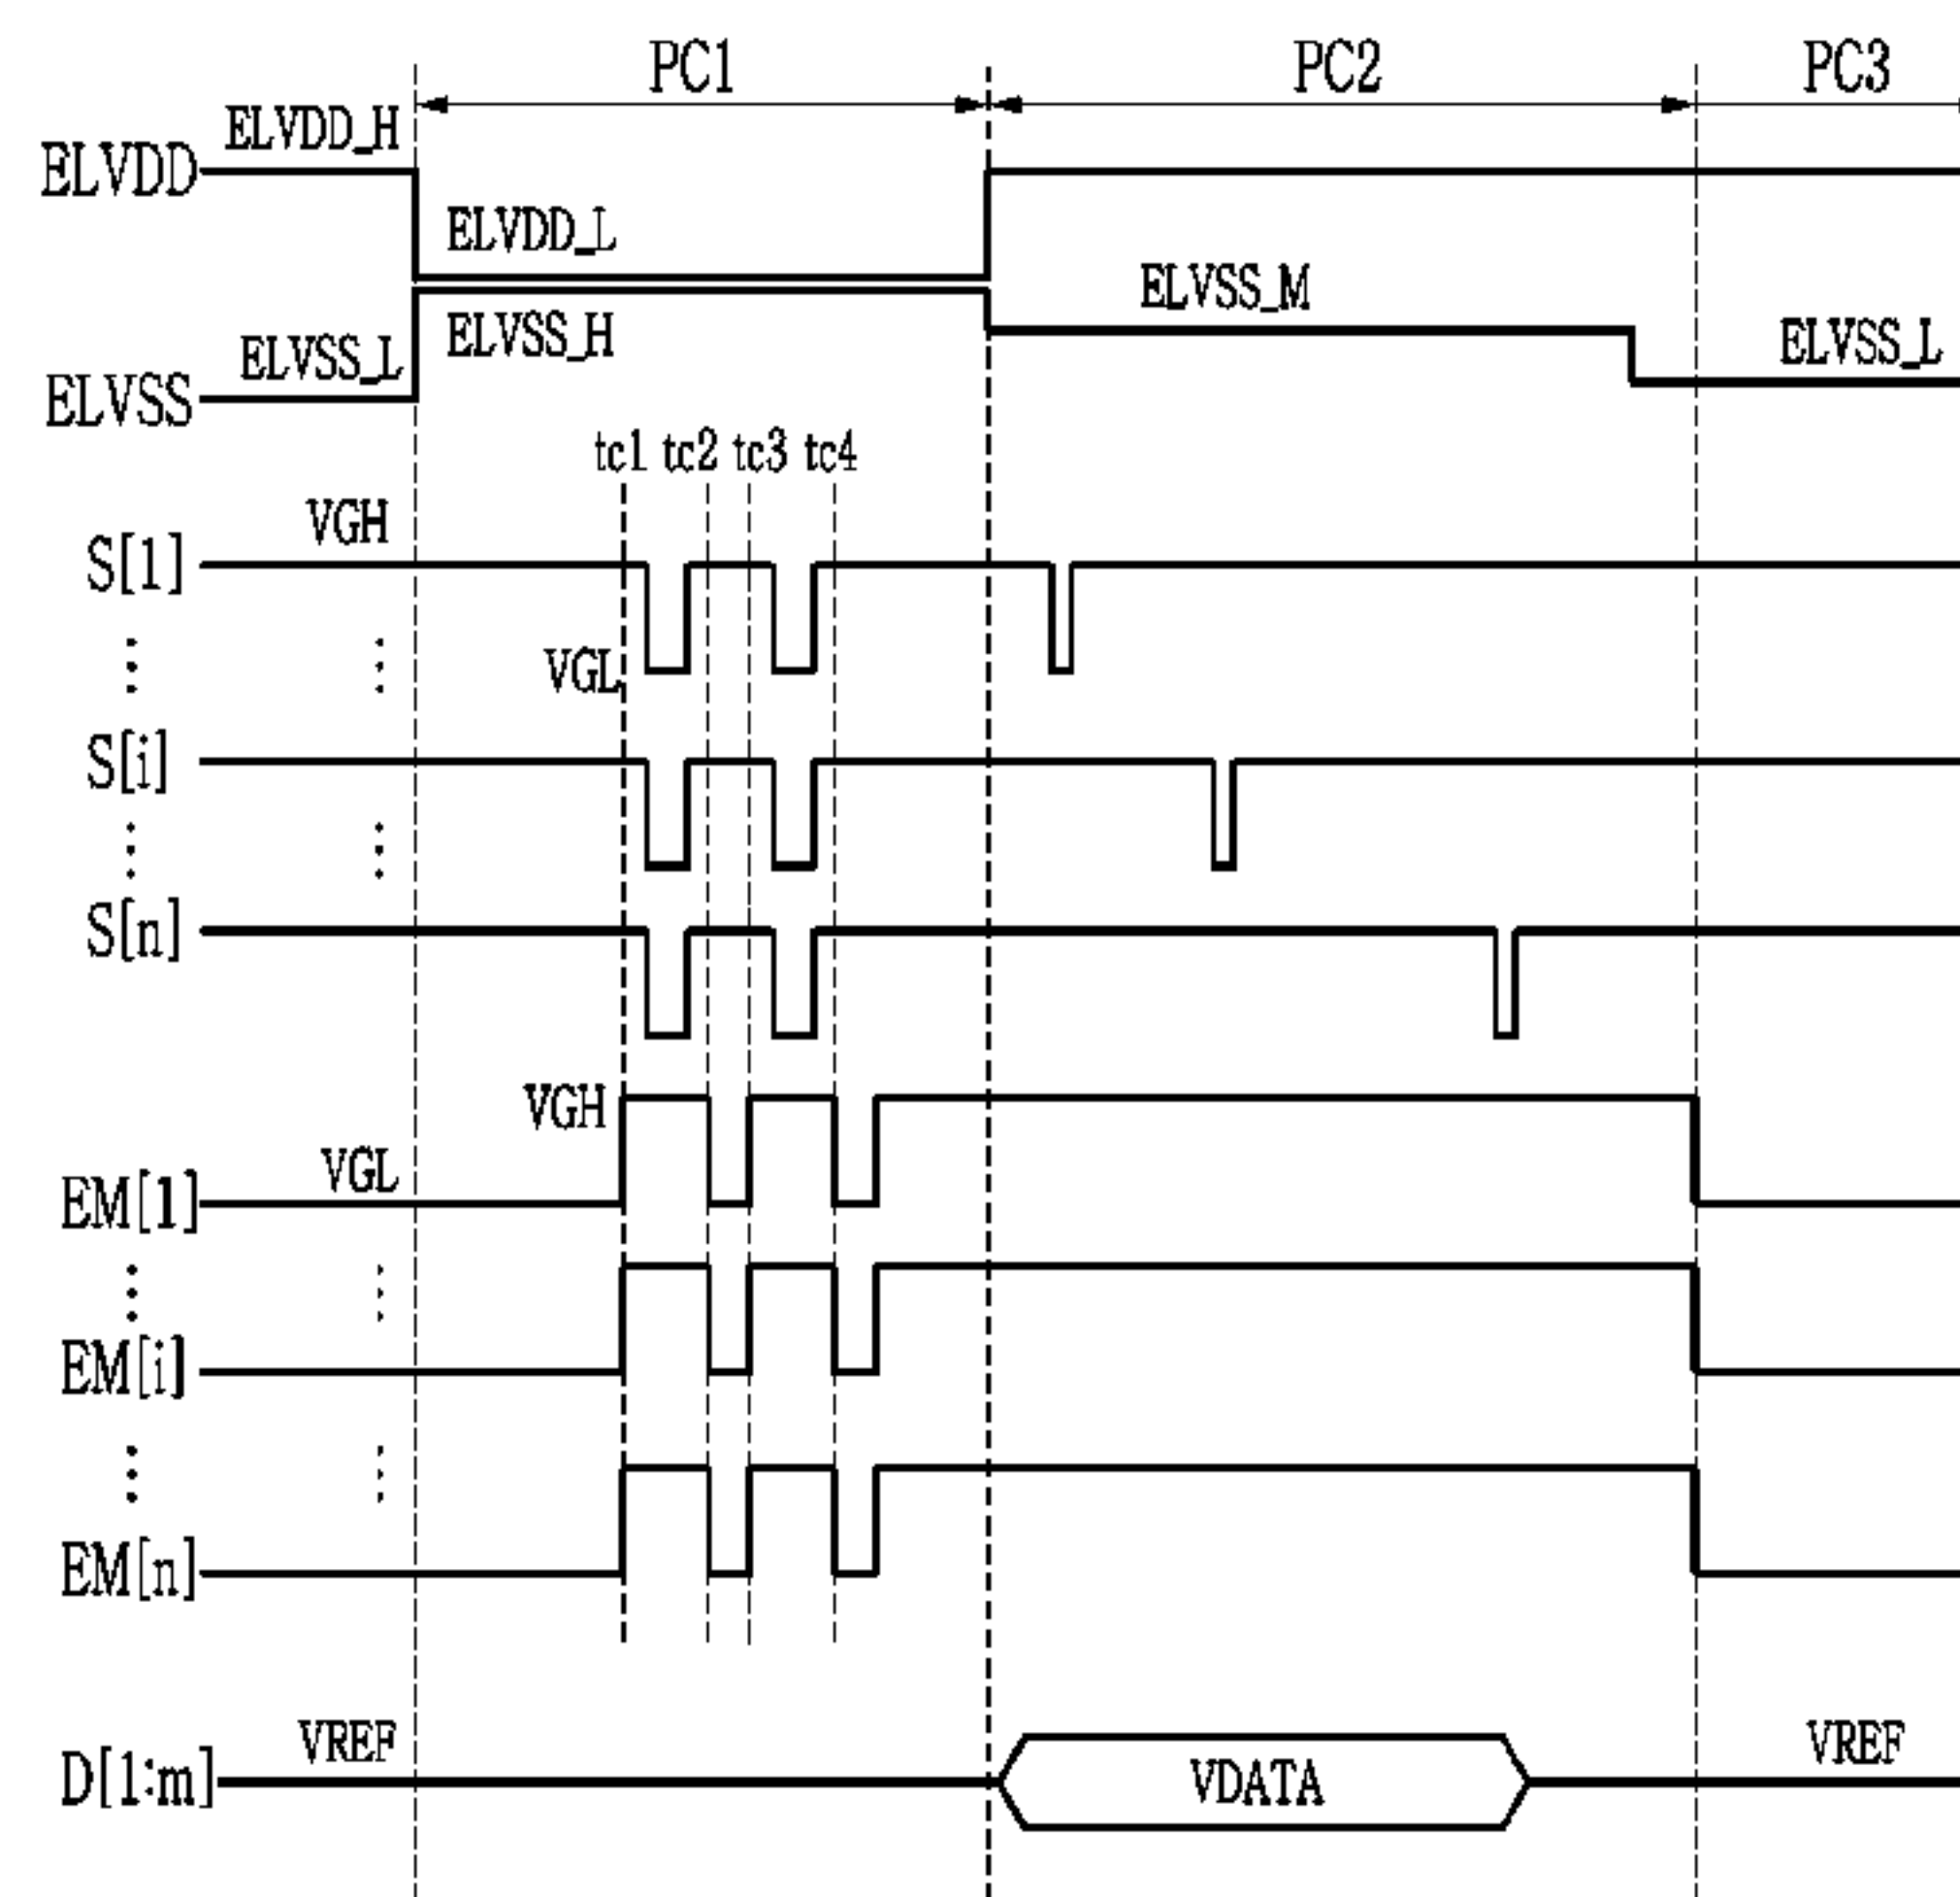 PC1 PC2 PC3
ELVDD_H
ELVDD
ELVDD_L
ELVSS_M
ELVSS_H
ELVSS_L
ELVSS_L
ELVSS
tc1 tc2 tc3 tc4
VGH
S[1]
VGL
S[i]
S[n]
VGH
VGL
EM[1]
EM[i]
EM[n]
VREF
VREF
D[1:m]
VDATA